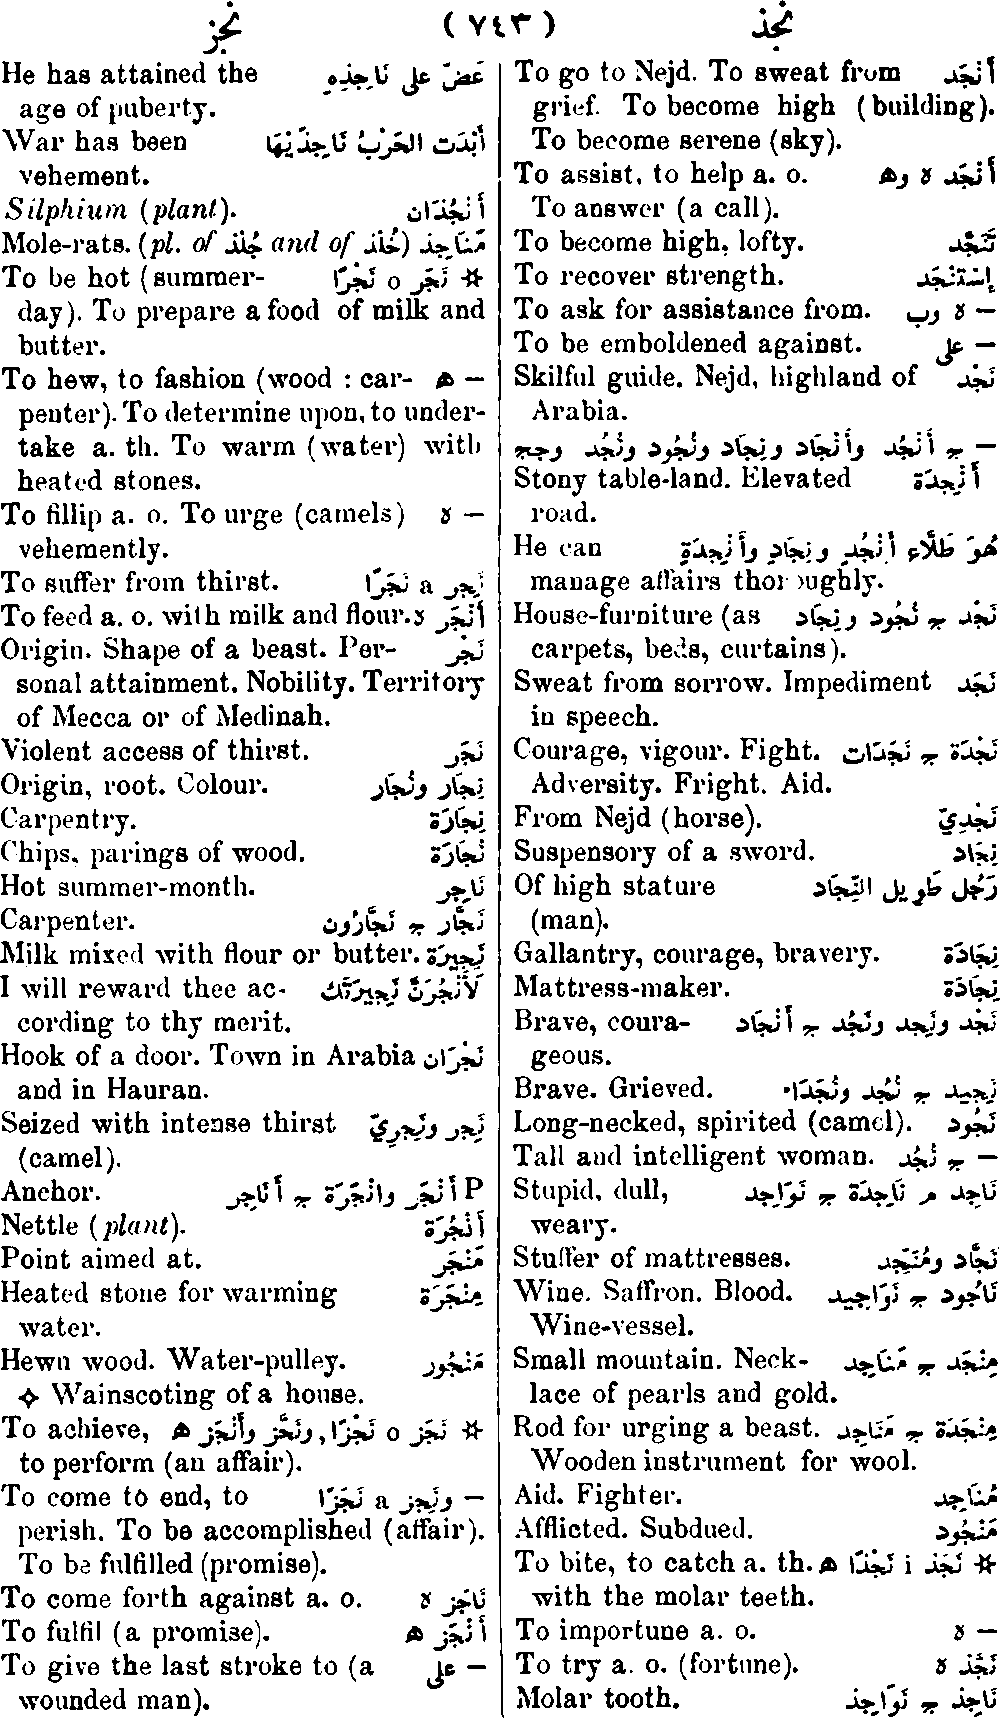 نجذ (٧٤٣) نجز
To go to Nejd. To sweat from أَنْجَد
grief. To become high (building).
To become serene (sky).
To assist, to help a. o. أَنْجَد ه وه
To answer (a call).
To become high, lofty. تَنَجَّد
To recover strength. إِسْتَنْجَد
To ask for assistance from. — ه وب
To be emboldened against. — على
Skilful guide. Nejd, highland of نَجْد
Arabia.
— ج أَنْجُد وأَنْجَاد ونِجَاد ونُجُود ونُجُد وجج
Stony table-land. Elevated أَنْجِدَة
road.
He can هُوَ طَلَّاع أَنْجُدٍ ونِجَادٍ وأَنْجِدَةٍ
manage affairs thoroughly.
House-furniture (as نَجْد ج نُجُود ونِجَاد
carpets, beds, curtains).
Sweat from sorrow. Impediment نَجَد
in speech.
Courage, vigour. Fight. نَجْدَة ج نَجَدَات
Adversity. Fright. Aid.
From Nejd (horse). نَجْدِيّ
Suspensory of a sword. نِجَاد
Of high stature رَجُل طَوِيل النِّجَاد
(man).
Gallantry, courage, bravery. نَجَادَة
Mattress-maker. نِجَادَة
Brave, coura- نَجْد ونَجِد ونَجُد ج أَنْجَاد
geous.
Brave. Grieved. نَجِيد ج نُجُد ونُجَدَاء
Long-necked, spirited (camel). نَجُود
Tall and intelligent woman. — ج نُجُد
Stupid, dull, نَاجِد م نَاجِدَة ج نَوَاجِد
weary.
Stuffer of mattresses. نَجَّاد ومُنَجِّد
Wine. Saffron. Blood. نَاجُود ج نَوَاجِيد
Wine-vessel.
Small mountain. Neck- مِنْجَد ج مَنَاجِد
lace of pearls and gold.
Rod for urging a beast. مِنْجَدَة ج مَنَاجِد
Wooden instrument for wool.
Aid. Fighter. مُنَاجِد
Afflicted. Subdued. مَنْجُود
To bite, to catch a. th. ☆ نَجَذ i نَجْذًا ه
with the molar teeth.
To importune a. o. — ه
To try a. o. (fortune). نَجَّذ ه
Molar tooth. نَاجِذ ج نَوَاجِذ
He has attained the عَضّ على نَاجِذِهِ
age of puberty.
War has been أَبْدَت الحَرْبُ نَاجِذَيْهَا
vehement.
Silphium (plant). أَنْجُذَان
Mole-rats. (pl. of جُلْذ and of خُلْذ) مَنَاجِذ
To be hot (summer- ☆ نَجَر o نَجْرًا
day). To prepare a food of milk and
butter.
To hew, to fashion (wood : car- — ه
penter). To determine upon, to under-
take a. th. To warm (water) with
heated stones.
To fillip a. o. To urge (camels) — ه
vehemently.
To suffer from thirst. نَجِر a نَجَرًا
To feed a. o. with milk and flour. أَنْجَر ه
Origin. Shape of a beast. Per- نَجْر
sonal attainment. Nobility. Territory
of Mecca or of Medinah.
Violent access of thirst. نَجَر
Origin, root. Colour. نِجَار ونُجَار
Carpentry. نِجَارَة
Chips, parings of wood. نُجَارَة
Hot summer-month. نَاجِر
Carpenter. نَجَّار ج نَجَّارُون
Milk mixed with flour or butter. نَجِيرَة
I will reward thee ac- لَأَنْجُرَنَّ نَجِيرَتَكَ
cording to thy merit.
Hook of a door. Town in Arabia نَجْرَان
and in Hauran.
Seized with intense thirst نَجِر ونَجِرِيّ
(camel).
Anchor. P أَنْجَر وانْجَرَة ج أَنَاجِر
Nettle (plant). أَنْجُرَة
Point aimed at. مَنْجَر
Heated stone for warming مِنْجَرَة
water.
Hewn wood. Water-pulley. مَنْجُور
✧ Wainscoting of a house.
To achieve, ☆ نَجَز o نَجْزًا, ونَجَّز وأَنْجَز ه
to perform (an affair).
To come to end, to — ونَجِز a نَجَزًا
perish. To be accomplished (affair).
To be fulfilled (promise).
To come forth against a. o. نَاجَز ه
To fulfil (a promise). أَنْجَز ه
To give the last stroke to (a — على
wounded man).